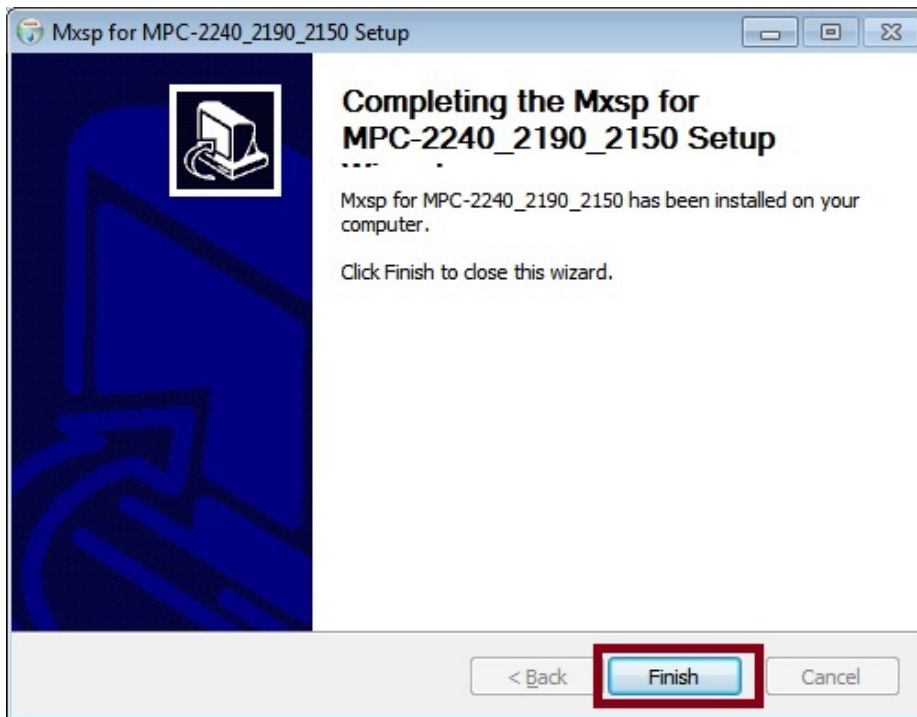 Mxsp for MPC-2240_2190_2150 Setup
Completing the Mxsp for
MPC-2240_2190_2150 Setup
Mxsp for MPC-2240_2190_2150 has been installed on your
computer.
Click Finish to close this wizard.
< Back
Finish
Cancel